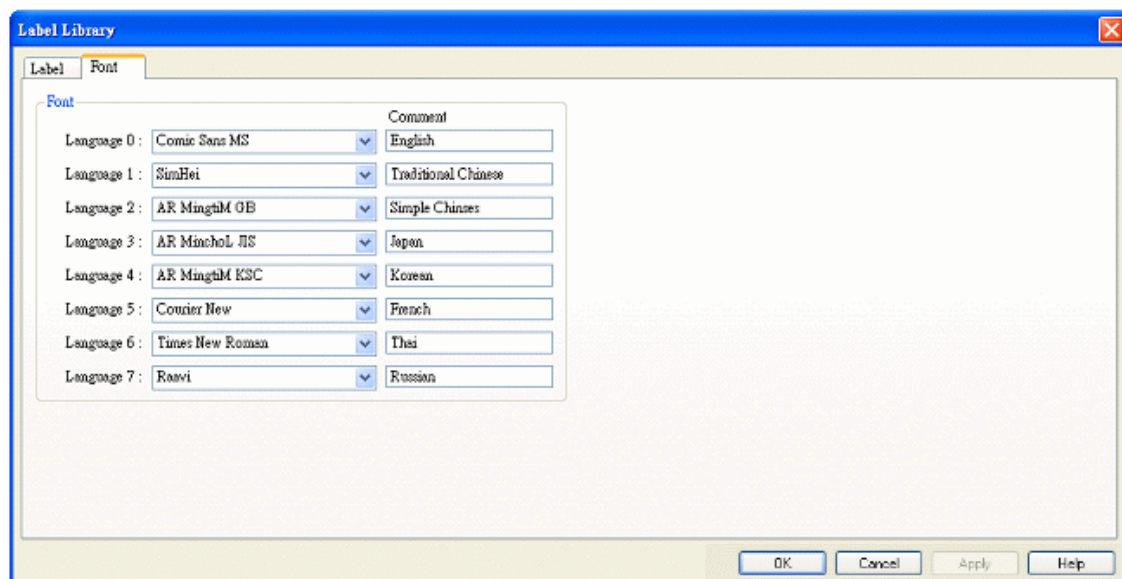 Label Library
Label Font
Font
Comment
Language 0 : Comic Sans MS English
Language 1 : SimHei Traditional Chinese
Language 2 : AR MingtiM GB Simple Chinses
Language 3 : AR MinchoL JIS Japan
Language 4 : AR MingtiM KSC Korean
Language 5 : Courier New French
Language 6 : Times New Roman Thai
Language 7 : Raavi Russian
OK Cancel Apply Help